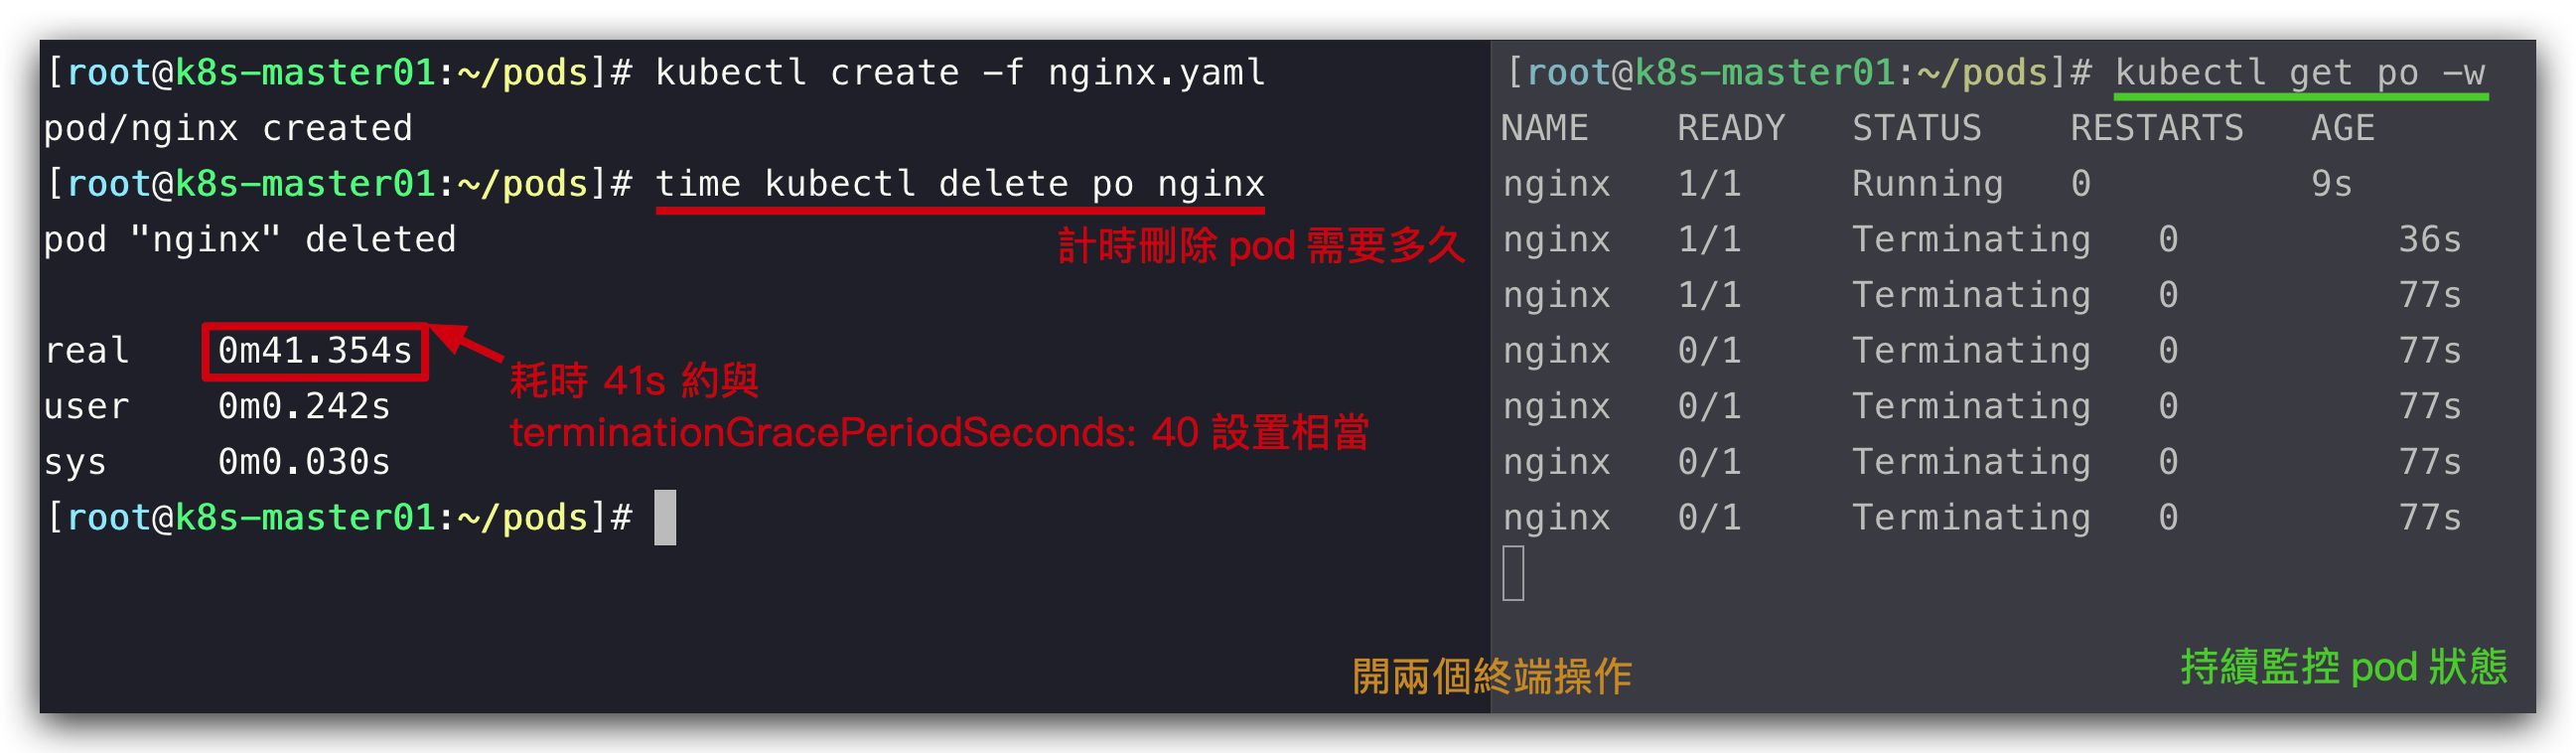 [root@k8s-master01:~/pods]# kubectl create -f nginx.yaml
pod/nginx created
[root@k8s-master01:~/pods]# time kubectl delete po nginx
pod "nginx" deleted
計時刪除 pod 需要多久
real 0m41.354s
耗時 41s 約與
terminationGracePeriodSeconds: 40 設置相當
user 0m0.242s
sys 0m0.030s
[root@k8s-master01:~/pods]#
[root@k8s-master01:~/pods]# kubectl get po -w
NAME READY STATUS RESTARTS AGE
nginx 1/1 Running 0 9s
nginx 1/1 Terminating 0 36s
nginx 1/1 Terminating 0 77s
nginx 0/1 Terminating 0 77s
nginx 0/1 Terminating 0 77s
nginx 0/1 Terminating 0 77s
nginx 0/1 Terminating 0 77s
開兩個終端操作
持續監控 pod 狀態